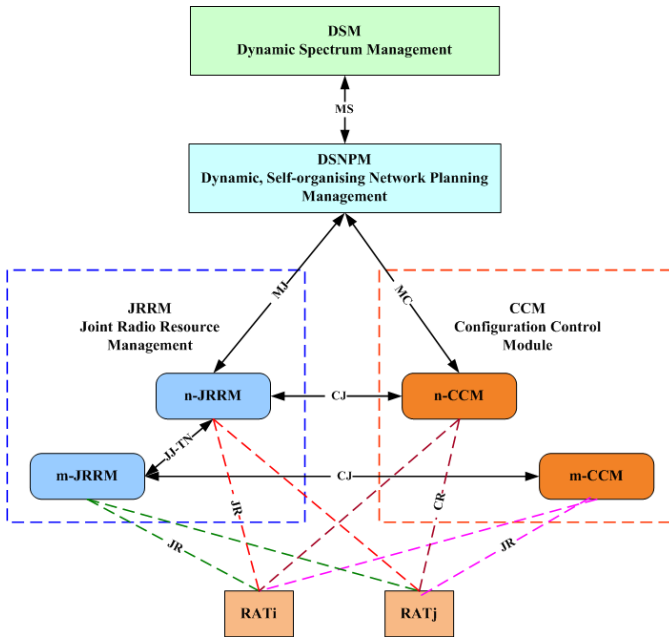 DSM
Dynamic Spectrum Management
MS
DSNPM
Dynamic, Self-organising Network Planning
Management
MJ
MC
JRRM
Joint Radio Resource
Management
CCM
Configuration Control
Module
n-JRRM
CJ
n-CCM
JJ-TN
m-JRRM
CJ
m-CCM
JR
CR
JR
JR
RATi
RATj